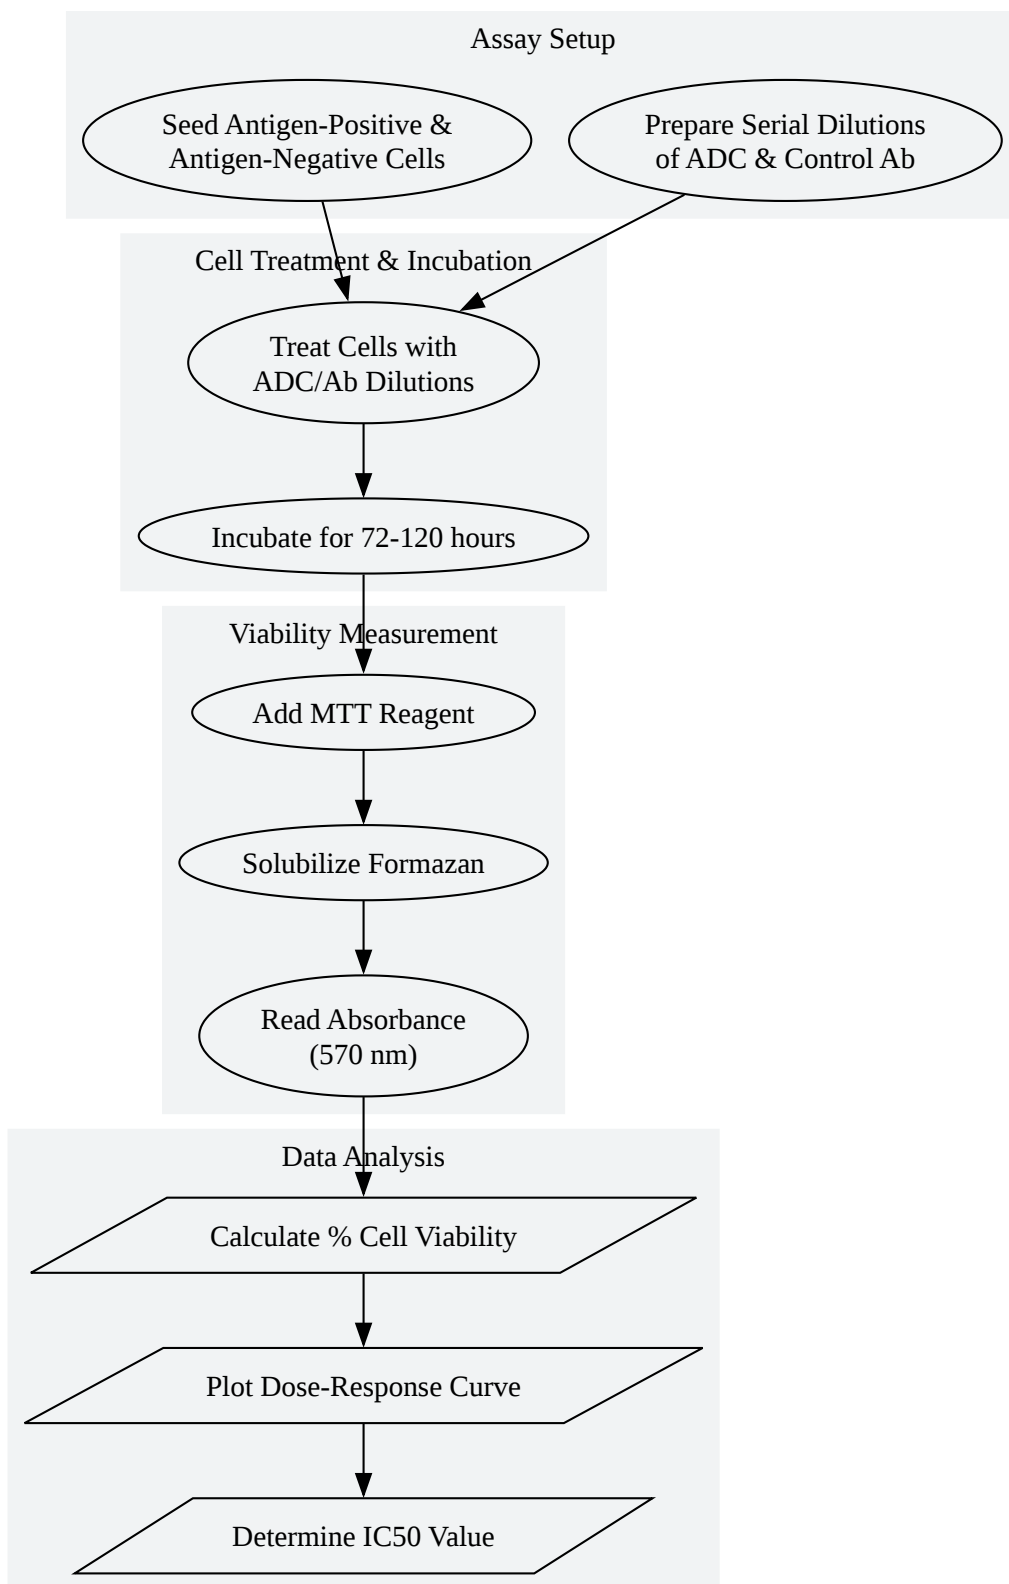 Assay Setup
Seed Antigen-Positive &
Antigen-Negative Cells
Prepare Serial Dilutions
of ADC & Control Ab
Cell Treatment & Incubation
Treat Cells with
ADC/Ab Dilutions
Incubate for 72-120 hours
Viability Measurement
Add MTT Reagent
Solubilize Formazan
Read Absorbance
(570 nm)
Data Analysis
Calculate % Cell Viability
Plot Dose-Response Curve
Determine IC50 Value